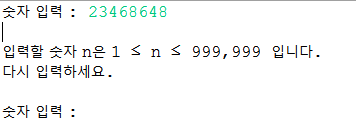 숫자 입력 : 23468648
입력할 숫자 n은 1 ≤ n ≤ 999,999 입니다.
다시 입력하세요.
숫자 입력 :